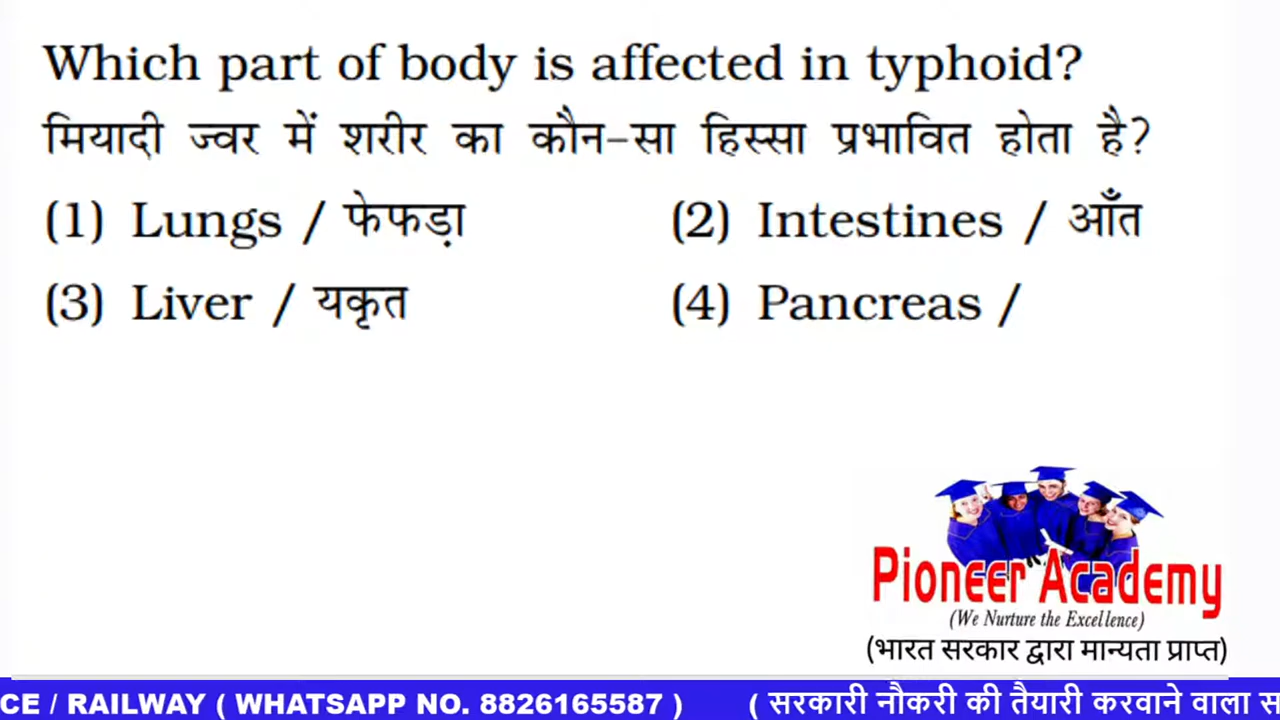 Which part of body is affected in typhoid?
मियादी ज्वर में शरीर का कौन-सा हिस्सा प्रभावित होता है?
(1) Lungs / फेफड़ा (2) Intestines / आँत
(3) Liver / यकृत (4) Pancreas /
Pioneer Academy
(We Nurture the Excellence)
(भारत सरकार द्वारा मान्यता प्राप्त)
CE / RAILWAY ( WHATSAPP NO. 8826165587 ) ( सरकारी नौकरी की तैयारी करवाने वाला स